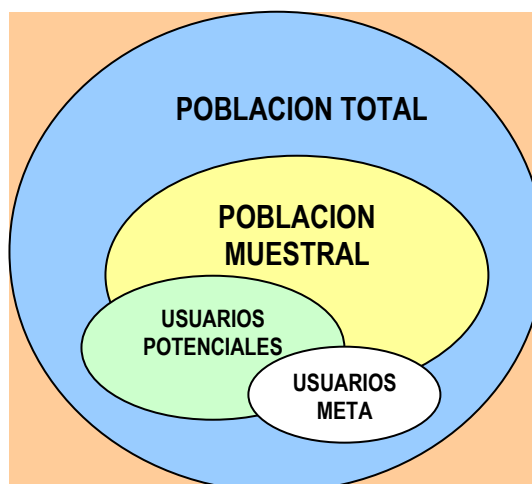 POBLACION TOTAL
POBLACION
MUESTRAL
USUARIOS
POTENCIALES
USUARIOS
META